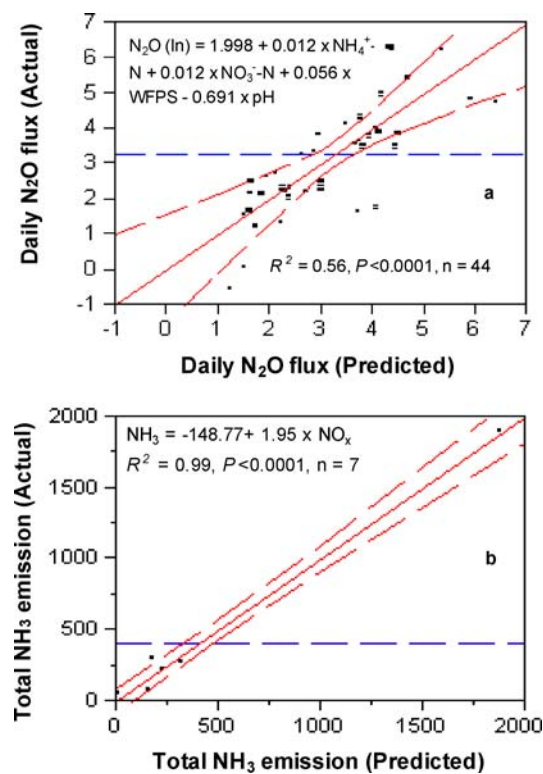 7
6
5
4
3
2
1
0
-1
Daily N₂O flux (Actual)
N₂O (ln) = 1.998 + 0.012 x NH₄⁺-
N + 0.012 x NO₃⁻-N + 0.056 x
WFPS - 0.691 x pH
a
R² = 0.56, P<0.0001, n = 44
-1 0 1 2 3 4 5 6 7
Daily N₂O flux (Predicted)
2000
1500
1000
500
0
Total NH₃ emission (Actual)
NH₃ = -148.77+ 1.95 x NOₓ
R² = 0.99, P<0.0001, n = 7
b
0 500 1000 1500 2000
Total NH₃ emission (Predicted)